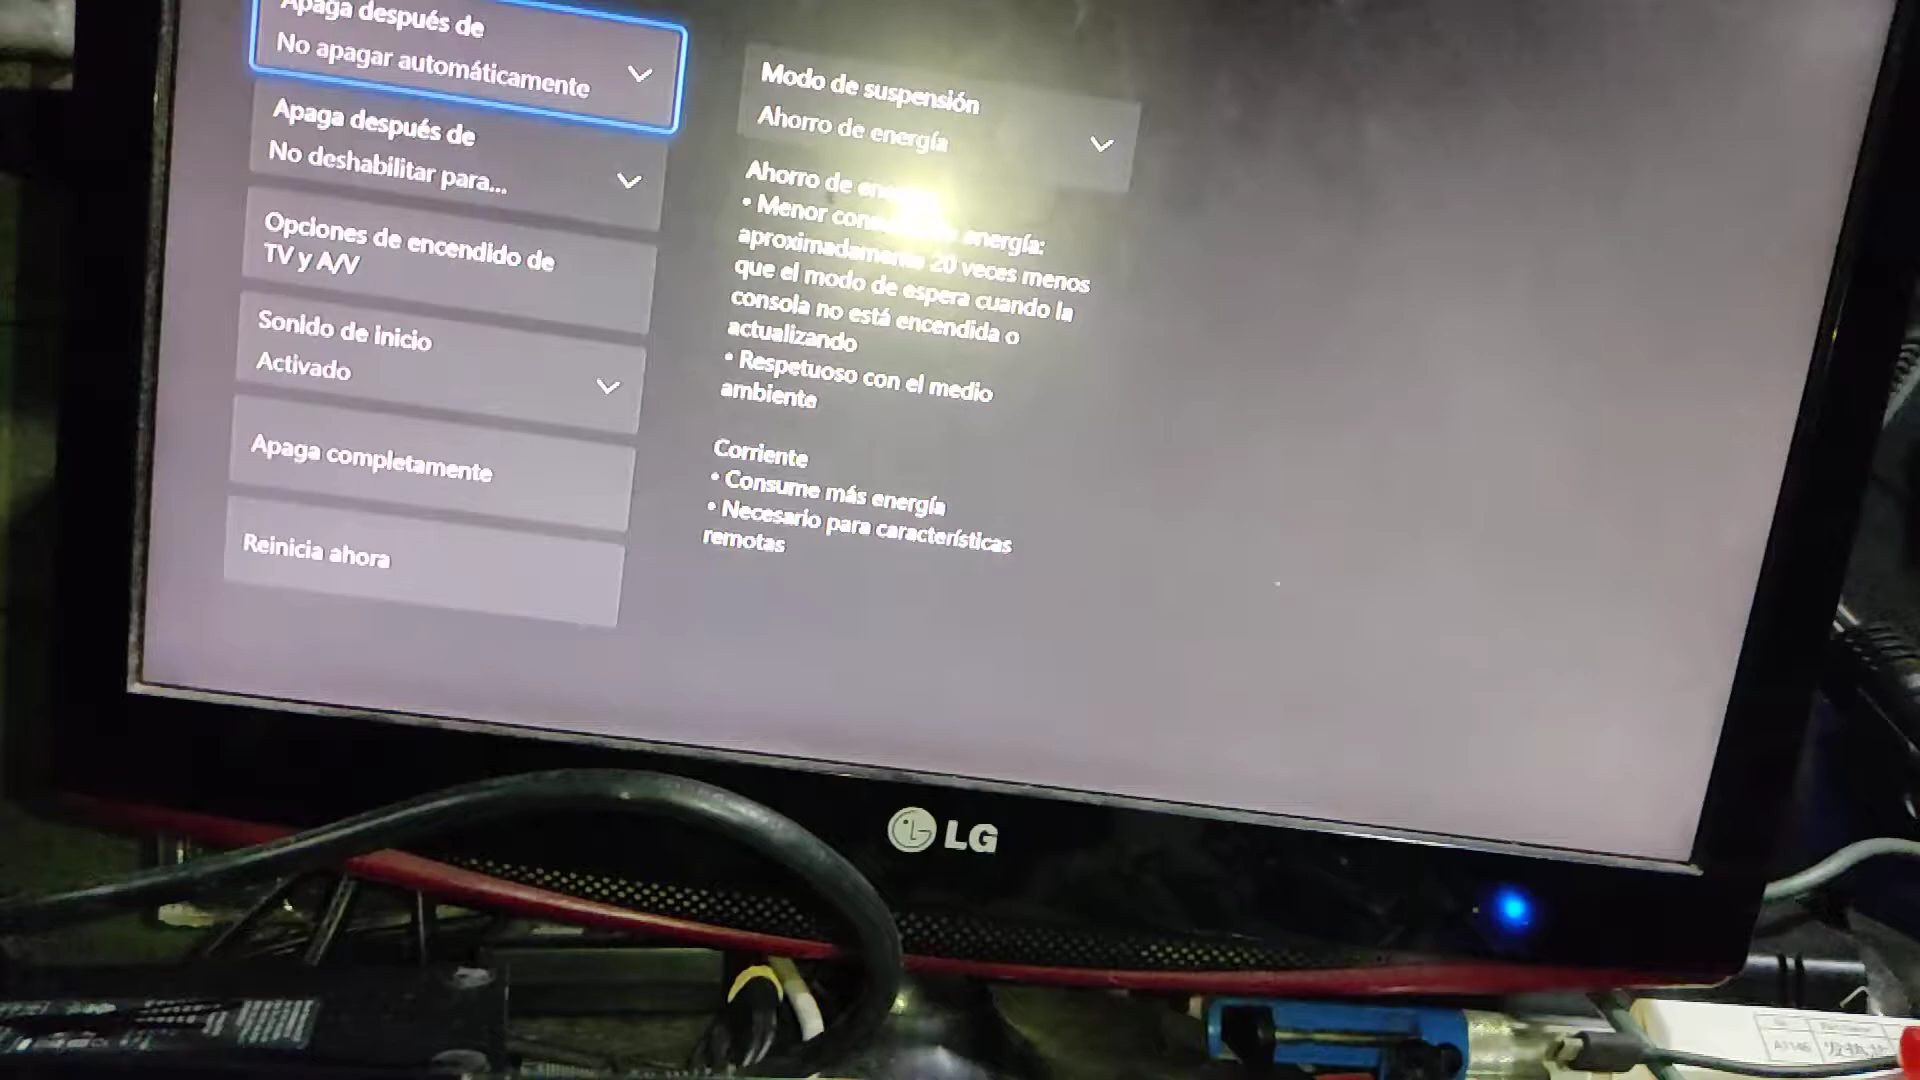 Apaga después de
No apagar automáticamente
Apaga después de
No deshabilitar para...
Opciones de encendido de
TV y A/V
Sonido de inicio
Activado
Apaga completamente
Reinicia ahora
Modo de suspensión
Ahorro de energía
Ahorro de
• Menor energía:
aproximadamente 20 veces menos
que el modo de espera cuando la
consola no está encendida o
actualizando
• Respetuoso con el medio
ambiente
Corriente
• Consume más energía
• Necesario para características
remotas
LG